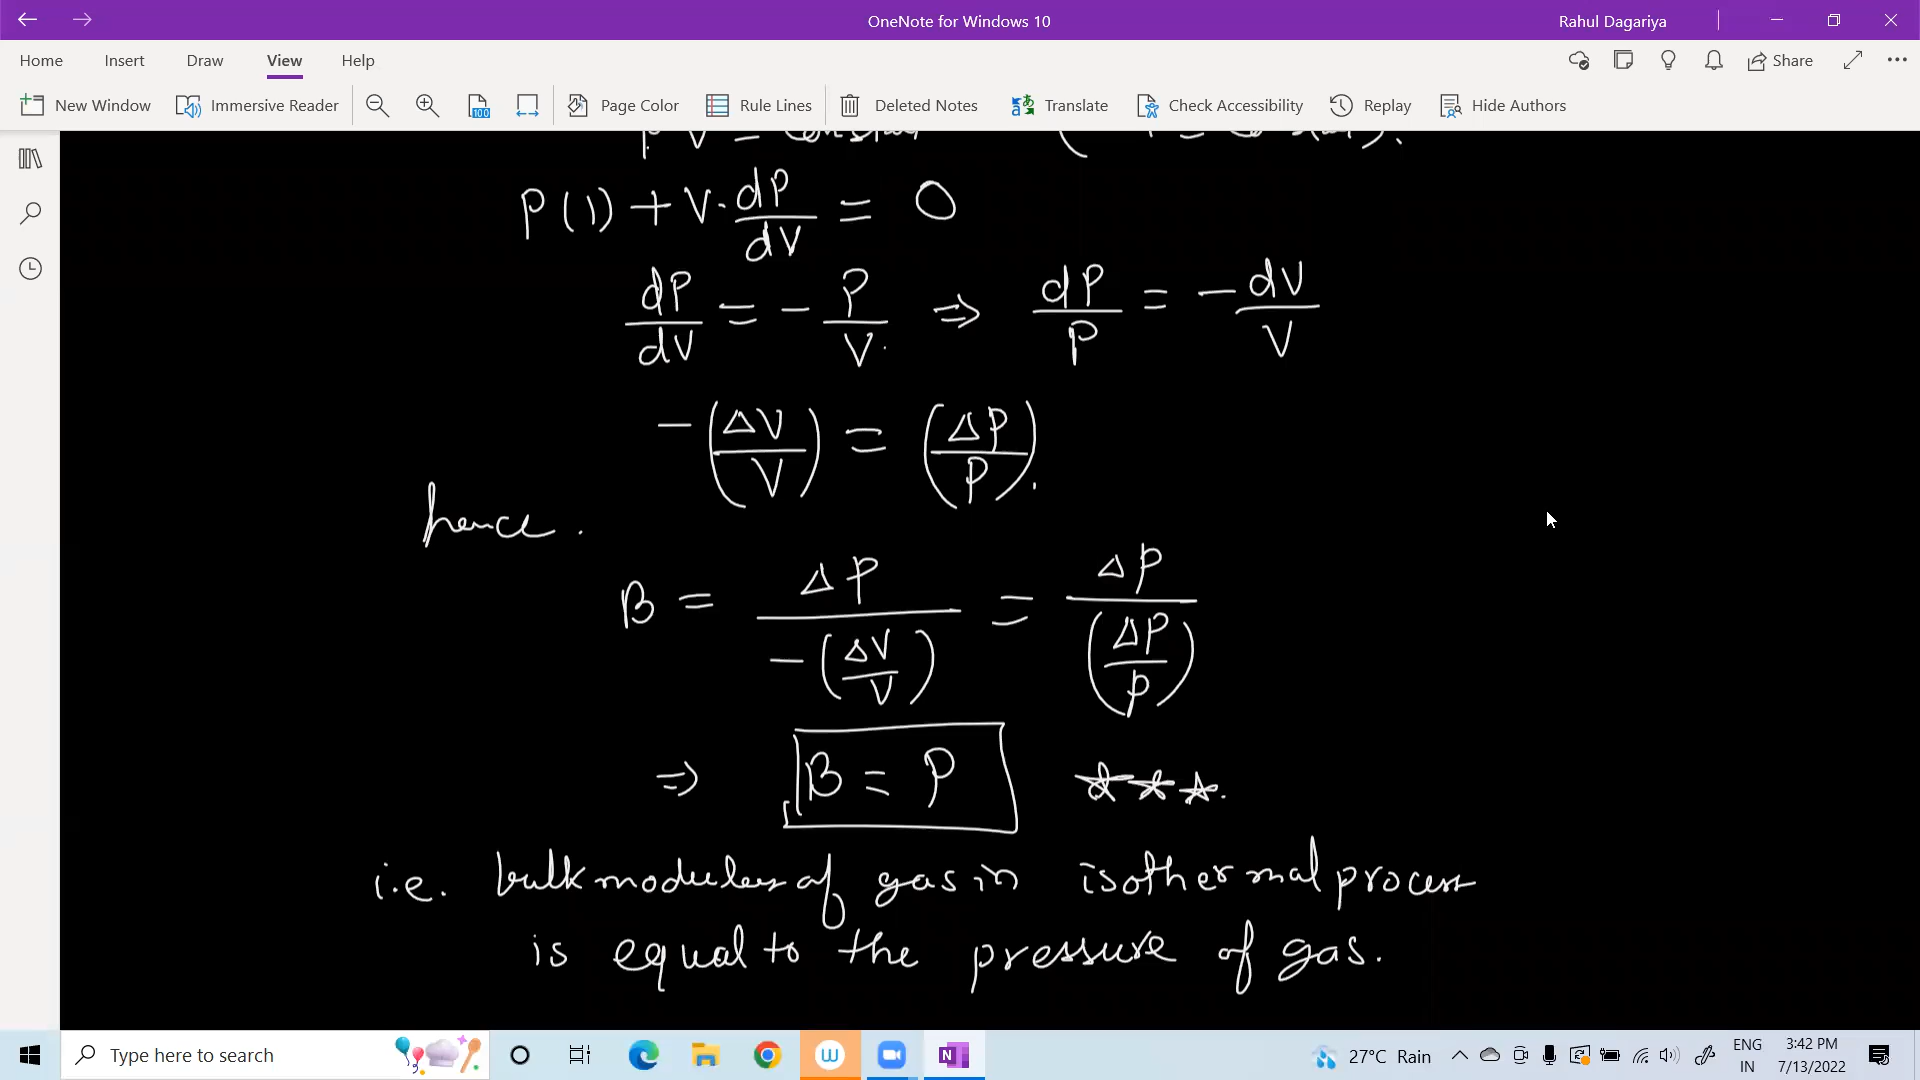 OneNote for Windows 10
Rahul Dagariya
Home Insert Draw View Help
Share
New Window Immersive Reader Page Color Rule Lines Deleted Notes Translate Check Accessibility Replay Hide Authors
P V = constant
P(1) + V · dP/dV = 0
dP/dV = - P/V ⇒ dP/P = - dV/V
- (ΔV/V) = (ΔP/P).
hence.
B = ΔP / -(ΔV/V) = ΔP / (ΔP/P)
⇒ B = P ☆☆☆.
i.e. bulk modulus of gas in isothermal process
is equal to the pressure of gas.
Type here to search
27°C Rain
ENG
IN
3:42 PM
7/13/2022